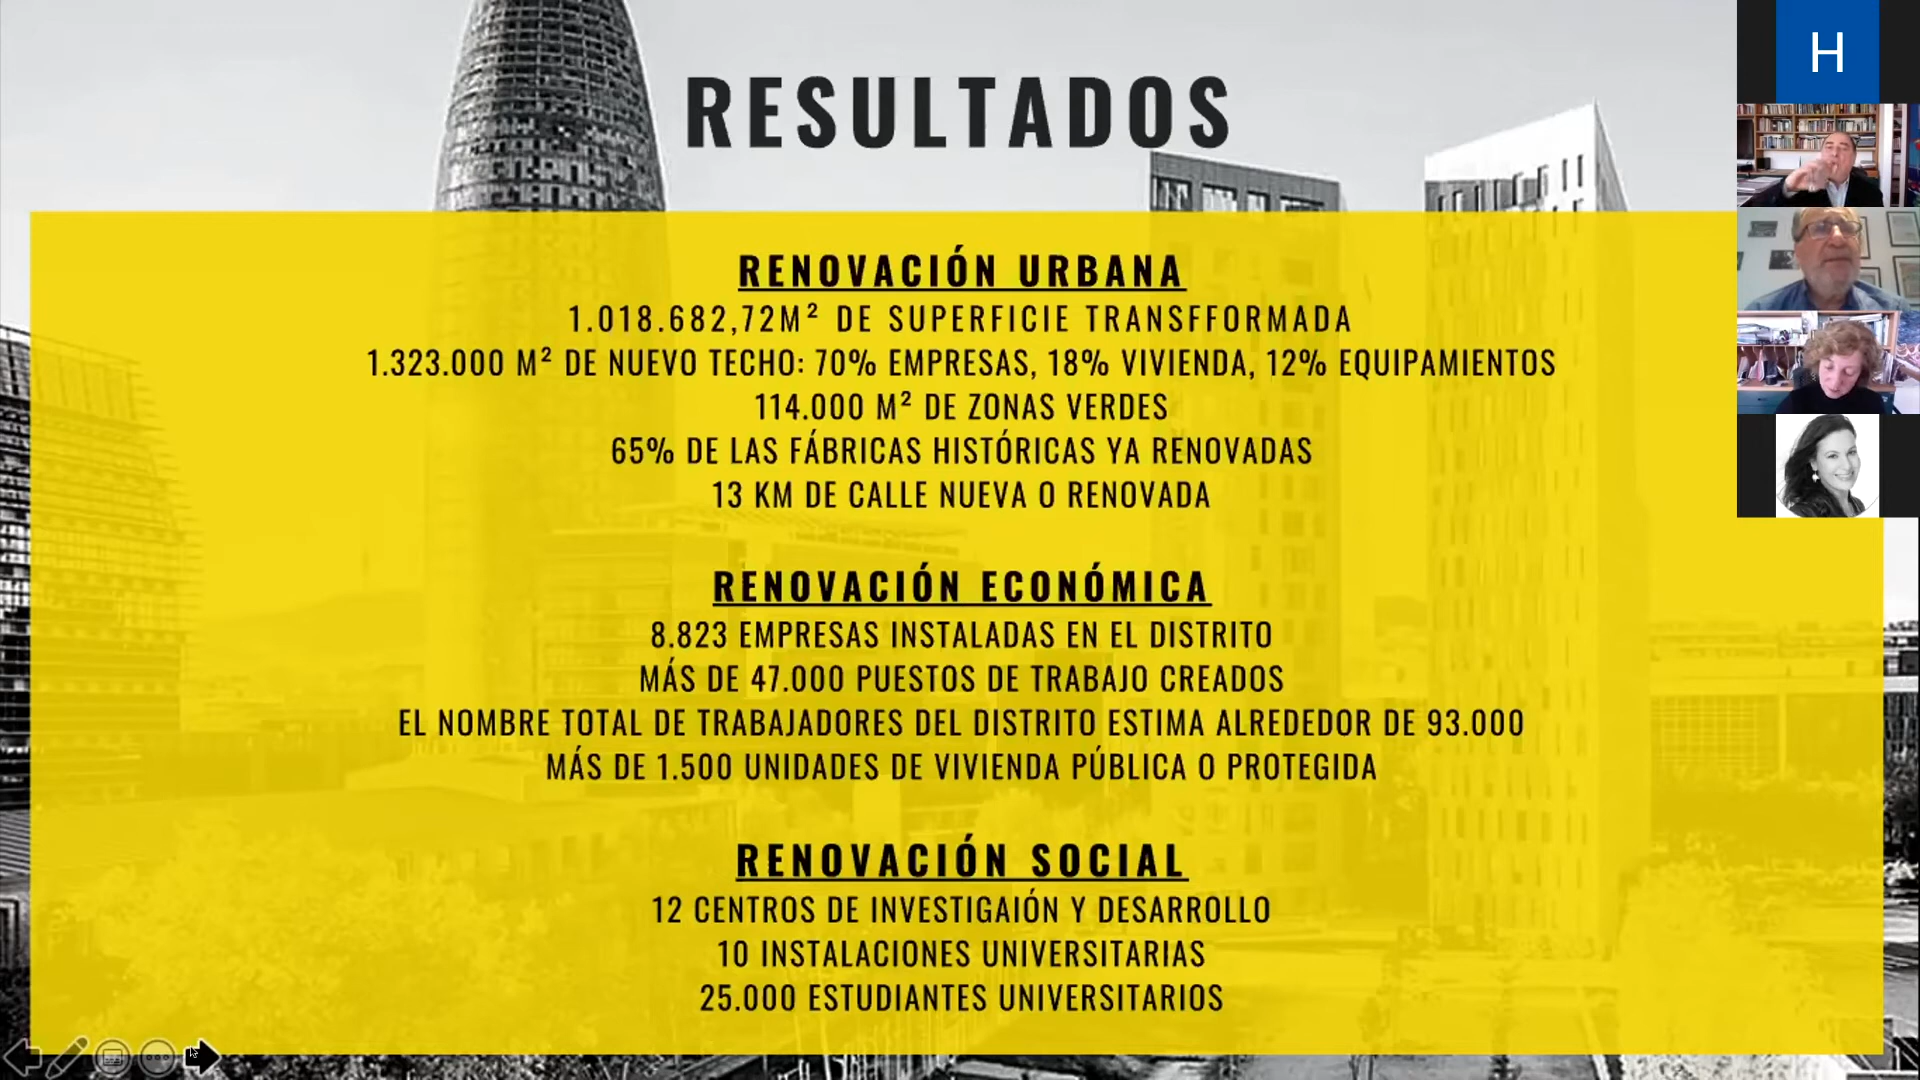 RESULTADOS
H
RENOVACIÓN URBANA
1.018.682,72M² DE SUPERFICIE TRANSFFORMADA
1.323.000 M² DE NUEVO TECHO: 70% EMPRESAS, 18% VIVIENDA, 12% EQUIPAMIENTOS
114.000 M² DE ZONAS VERDES
65% DE LAS FÁBRICAS HISTÓRICAS YA RENOVADAS
13 KM DE CALLE NUEVA O RENOVADA
RENOVACIÓN ECONÓMICA
8.823 EMPRESAS INSTALADAS EN EL DISTRITO
MÁS DE 47.000 PUESTOS DE TRABAJO CREADOS
EL NOMBRE TOTAL DE TRABAJADORES DEL DISTRITO ESTIMA ALREDEDOR DE 93.000
MÁS DE 1.500 UNIDADES DE VIVIENDA PÚBLICA O PROTEGIDA
RENOVACIÓN SOCIAL
12 CENTROS DE INVESTIGAIÓN Y DESARROLLO
10 INSTALACIONES UNIVERSITARIAS
25.000 ESTUDIANTES UNIVERSITARIOS